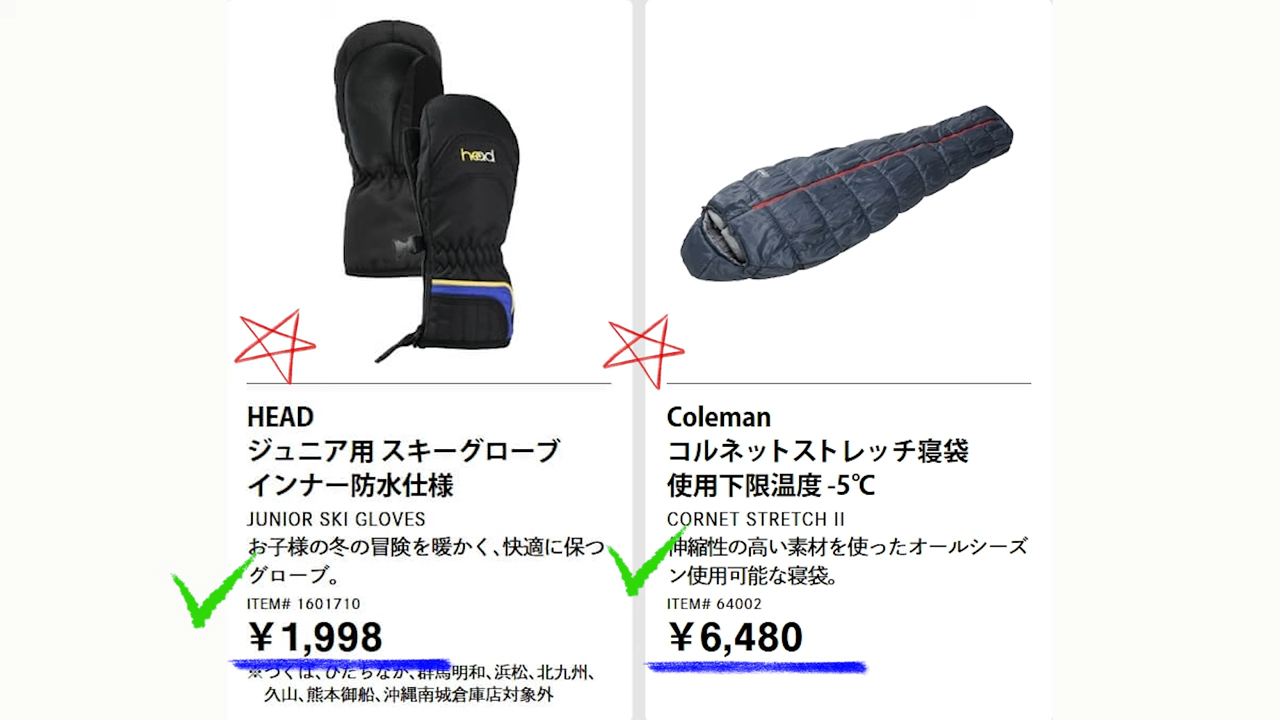 head
HEAD
ジュニア用 スキーグローブ
インナー防水仕様
JUNIOR SKI GLOVES
お子様の冬の冒険を暖かく、快適に保つ
グローブ。
ITEM# 1601710
￥1,998
※つくば、ひたちなか、群馬明和、浜松、北九州、
久山、熊本御船、沖縄南城倉庫店対象外
Coleman
コルネットストレッチ寝袋
使用下限温度 -5℃
CORNET STRETCH II
伸縮性の高い素材を使ったオールシーズ
ン使用可能な寝袋。
ITEM# 64002
￥6,480